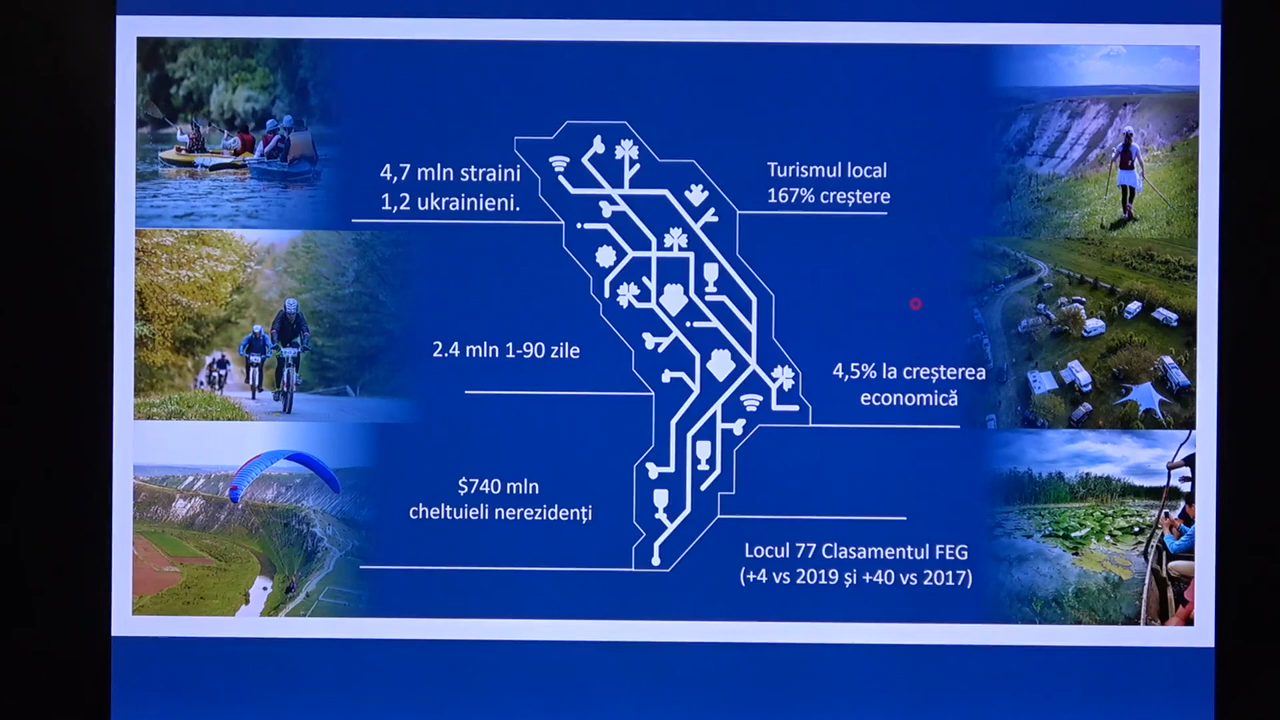 4,7 mln straini
1,2 ukrainieni.
Turismul local
167% creștere
2.4 mln 1-90 zile
4,5% la creșterea
economică
$740 mln
cheltuieli nerezidenți
Locul 77 Clasamentul FEG
(+4 vs 2019 și +40 vs 2017)